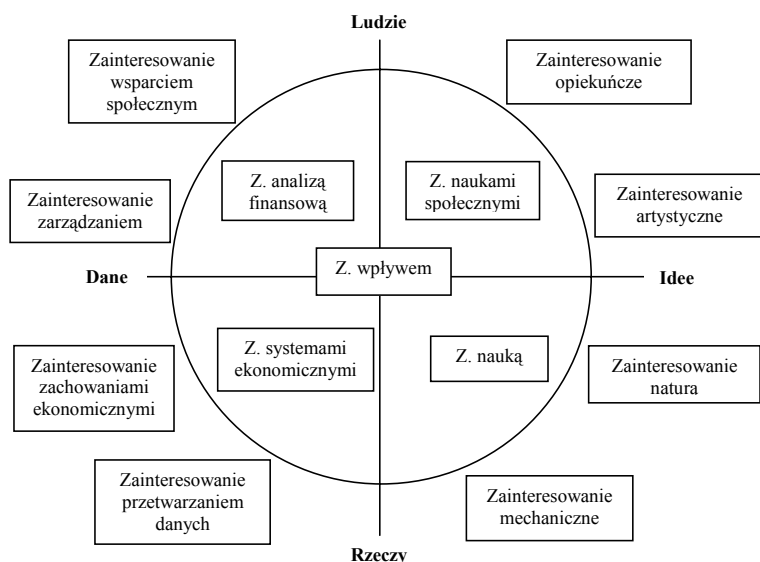 Ludzie
Zainteresowanie
wsparciem
społecznym
Zainteresowanie
opiekuńcze
Z. analizą
finansową
Z. naukami
społecznymi
Zainteresowanie
zarządzaniem
Zainteresowanie
artystyczne
Dane
Z. wpływem
Idee
Z. systemami
ekonomicznymi
Z. nauką
Zainteresowanie
zachowaniami
ekonomicznymi
Zainteresowanie
natura
Zainteresowanie
przetwarzaniem
danych
Zainteresowanie
mechaniczne
Rzeczy